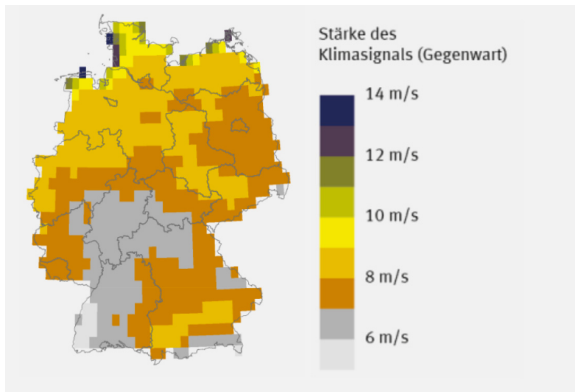 Stärke des
Klimasignals (Gegenwart)
14 m/s
12 m/s
10 m/s
8 m/s
6 m/s